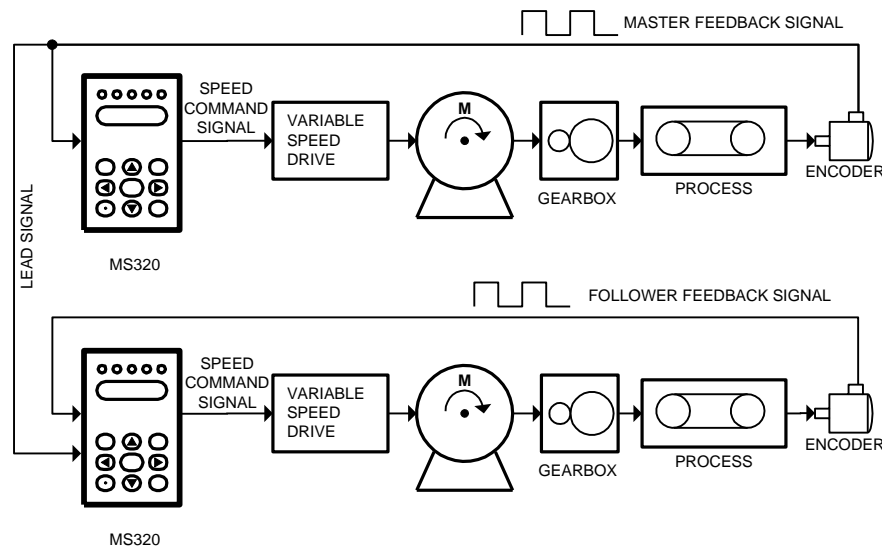 MASTER FEEDBACK SIGNAL
SPEED
COMMAND
SIGNAL
VARIABLE
SPEED
DRIVE
M
GEARBOX
PROCESS
ENCODER
LEAD SIGNAL
MS320
FOLLOWER FEEDBACK SIGNAL
SPEED
COMMAND
SIGNAL
VARIABLE
SPEED
DRIVE
M
GEARBOX
PROCESS
ENCODER
MS320